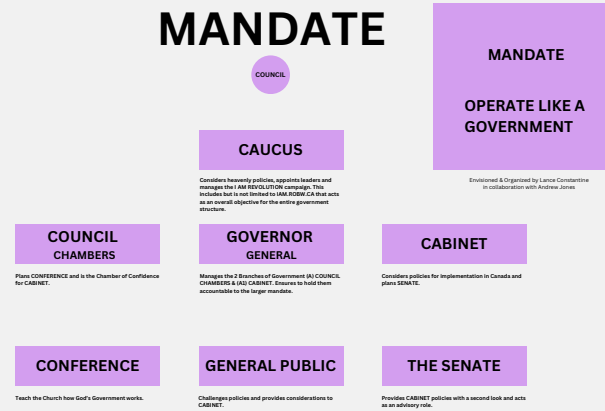 MANDATE
COUNCIL
MANDATE
OPERATE LIKE A
GOVERNMENT
Envisioned & Organized by Lance Constantine
in collaboration with Andrew Jones
CAUCUS
Considers heavenly policies, appoints leaders and
manages the I AM REVOLUTION campaign. This
includes but is not limited to IAM.ROBW.CA that acts
as an overall objective for the entire government
structure.
COUNCIL
CHAMBERS
Plans CONFERENCE and is the Chamber of Confidence
for CABINET.
GOVERNOR
GENERAL
Manages the 2 Branches of Government (A) COUNCIL
CHAMBERS & (A1) CABINET. Ensures to hold them
accountable to the larger mandate.
CABINET
Considers policies for implementation in Canada and
plans SENATE.
CONFERENCE
Teach the Church how God's Government works.
GENERAL PUBLIC
Challenges policies and provides considerations to
CABINET.
THE SENATE
Provides CABINET policies with a second look and acts
as an advisory role.